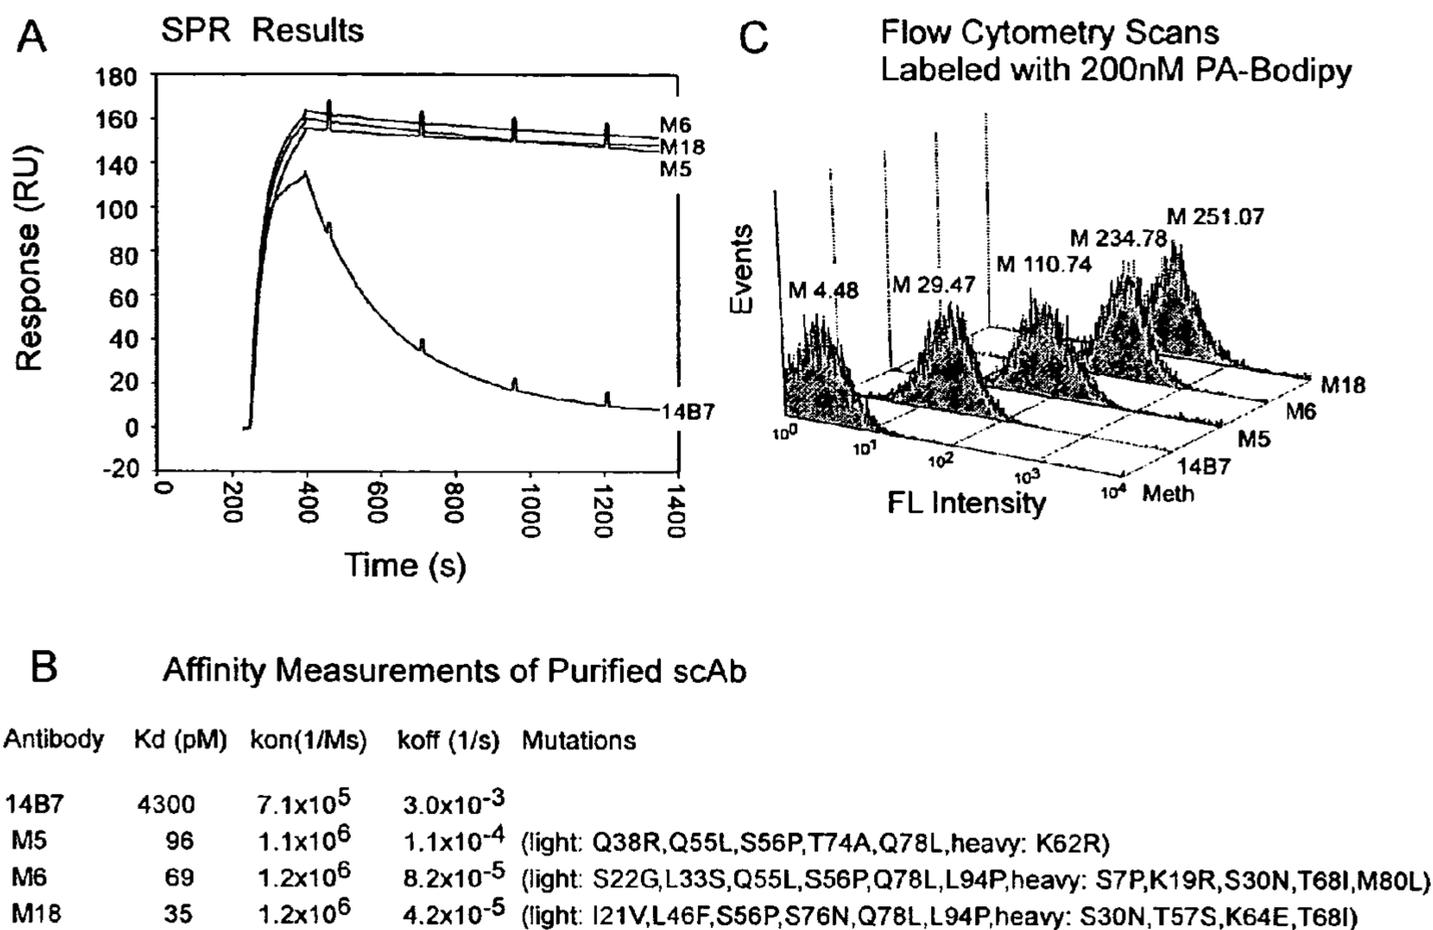 A
SPR Results
Response (RU)
180
160
140
120
100
80
60
40
20
0
-20
0
200
400
600
800
1000
1200
1400
Time (s)
M6
M18
M5
14B7
C
Flow Cytometry Scans
Labeled with 200nM PA-Bodipy
Events
M 4.48
M 29.47
M 110.74
M 234.78
M 251.07
10⁰
10¹
10²
10³
10⁴
FL Intensity
Meth
14B7
M5
M6
M18
B
Affinity Measurements of Purified scAb
Antibody Kd (pM) kon(1/Ms) koff (1/s) Mutations
14B7 4300 7.1x10⁵ 3.0x10⁻³
M5 96 1.1x10⁶ 1.1x10⁻⁴ (light: Q38R,Q55L,S56P,T74A,Q78L,heavy: K62R)
M6 69 1.2x10⁶ 8.2x10⁻⁵ (light: S22G,L33S,Q55L,S56P,Q78L,L94P,heavy: S7P,K19R,S30N,T68I,M80L)
M18 35 1.2x10⁶ 4.2x10⁻⁵ (light: I21V,L46F,S56P,S76N,Q78L,L94P,heavy: S30N,T57S,K64E,T68I)